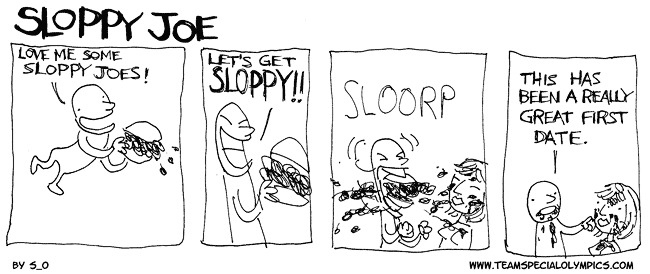 SLOPPY JOE
LOVE ME SOME
SLOPPY JOES!
LET'S GET
SLOPPY!!
SLOORP
THIS HAS
BEEN A REALLY
GREAT FIRST
DATE.
BY S_O
WWW.TEAMSPECIALOLYMPICS.COM